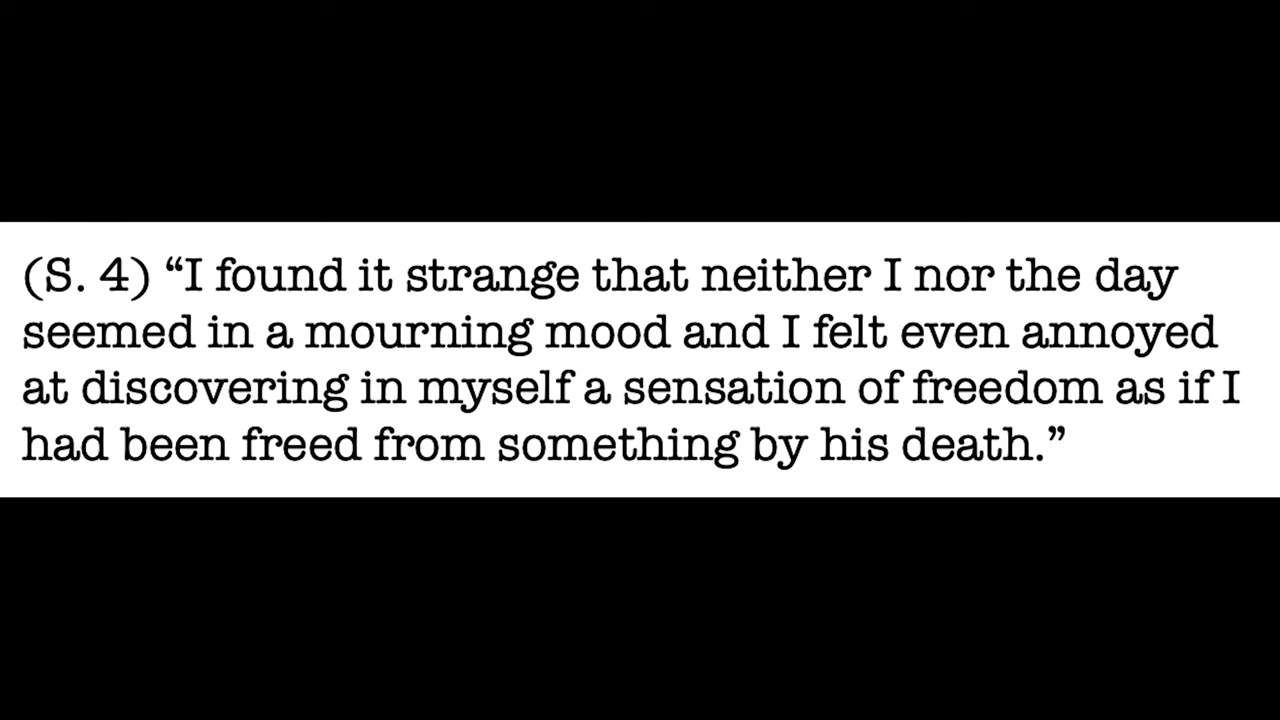 (S. 4) “I found it strange that neither I nor the day
seemed in a mourning mood and I felt even annoyed
at discovering in myself a sensation of freedom as if I
had been freed from something by his death.”